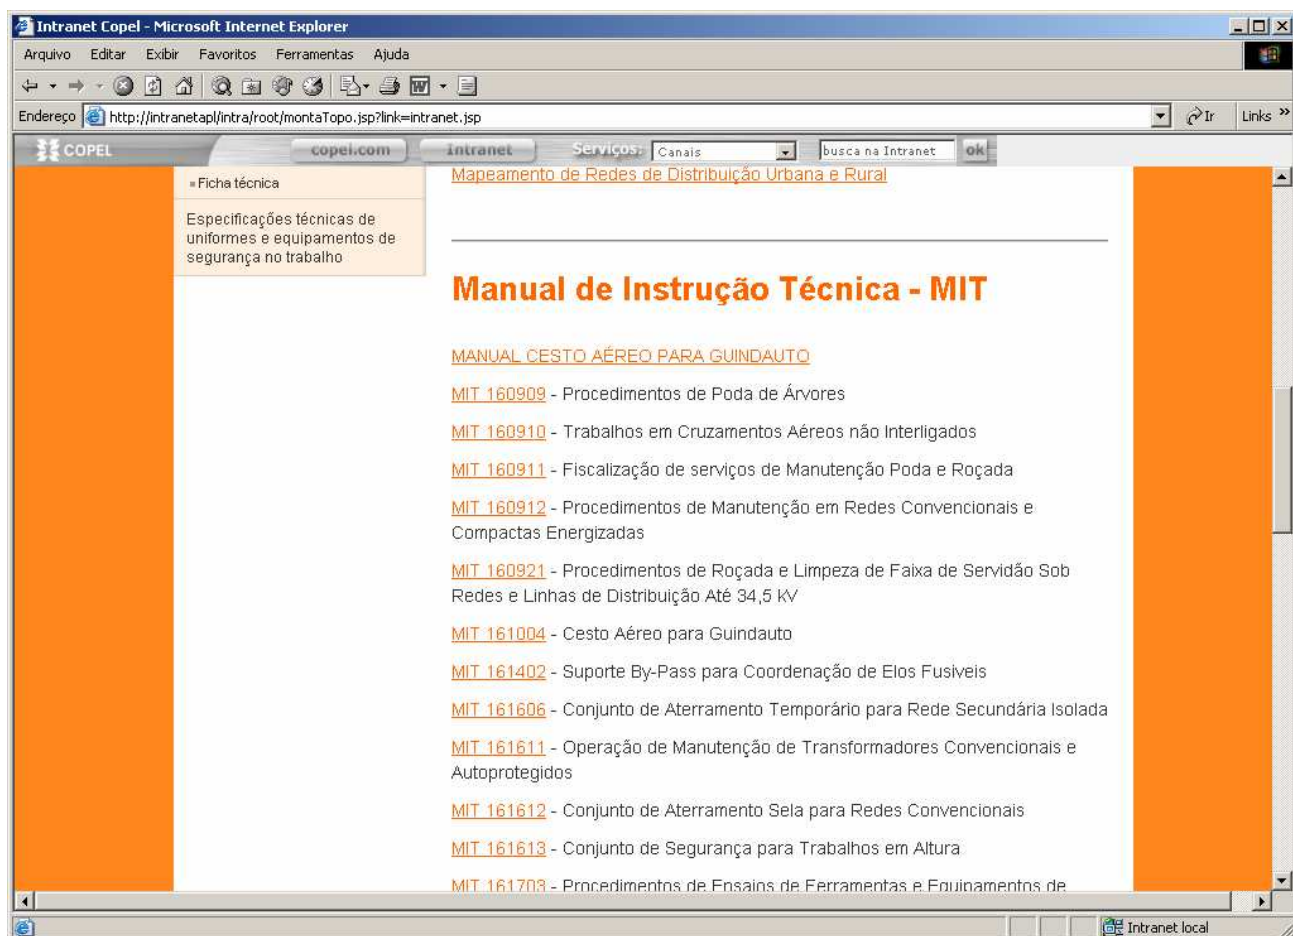 Intranet Copel - Microsoft Internet Explorer
Arquivo Editar Exibir Favoritos Ferramentas Ajuda
Endereço http://intranetapl/intra/root/montaTopo.jsp?link=intranet.jsp Ir Links »
COPEL copel.com Intranet Serviços: Canais busca na Intranet ok
Ficha técnica
Especificações técnicas de
uniformes e equipamentos de
segurança no trabalho
Mapeamento de Redes de Distribuição Urbana e Rural
Manual de Instrução Técnica - MIT
MANUAL CESTO AÉREO PARA GUINDAUTO
MIT 160909 - Procedimentos de Poda de Árvores
MIT 160910 - Trabalhos em Cruzamentos Aéreos não Interligados
MIT 160911 - Fiscalização de serviços de Manutenção Poda e Roçada
MIT 160912 - Procedimentos de Manutenção em Redes Convencionais e
Compactas Energizadas
MIT 160921 - Procedimentos de Roçada e Limpeza de Faixa de Servidão Sob
Redes e Linhas de Distribuição Até 34,5 kV
MIT 161004 - Cesto Aéreo para Guindauto
MIT 161402 - Suporte By-Pass para Coordenação de Elos Fusiveis
MIT 161606 - Conjunto de Aterramento Temporário para Rede Secundária Isolada
MIT 161611 - Operação de Manutenção de Transformadores Convencionais e
Autoprotegidos
MIT 161612 - Conjunto de Aterramento Sela para Redes Convencionais
MIT 161613 - Conjunto de Segurança para Trabalhos em Altura
MIT 161703 - Procedimentos de Ensaios de Ferramentas e Equipamentos de
Intranet local